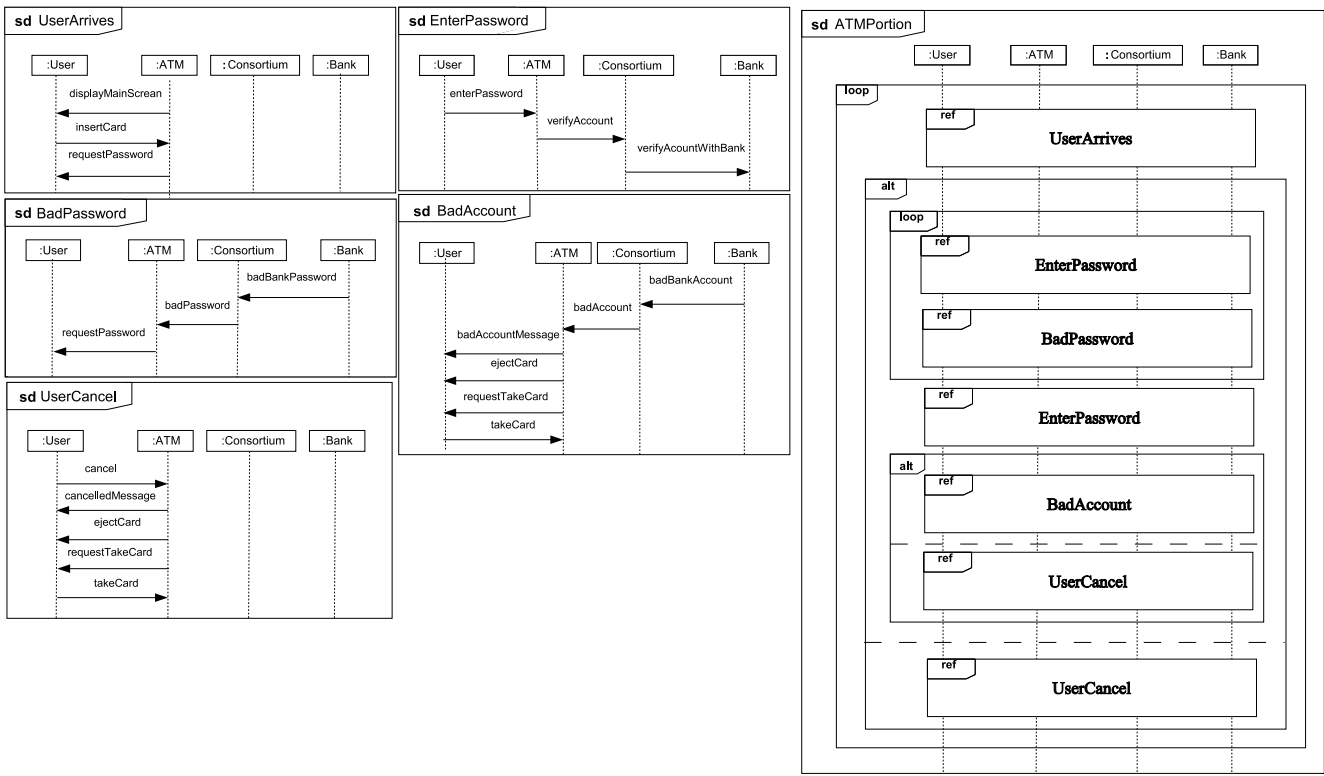 sd UserArrives
:User :ATM :Consortium :Bank
displayMainScrean
insertCard
requestPassword
sd EnterPassword
:User :ATM :Consortium :Bank
enterPassword
verifyAccount
verifyAcountWithBank
sd BadPassword
:User :ATM :Consortium :Bank
badBankPassword
badPassword
requestPassword
sd BadAccount
:User :ATM :Consortium :Bank
badBankAccount
badAccount
badAccountMessage
ejectCard
requestTakeCard
takeCard
sd UserCancel
:User :ATM :Consortium :Bank
cancel
cancelledMessage
ejectCard
requestTakeCard
takeCard
sd ATMPortion
:User :ATM :Consortium :Bank
loop
ref
UserArrives
alt
loop
ref
EnterPassword
ref
BadPassword
ref
EnterPassword
alt
ref
BadAccount
ref
UserCancel
ref
UserCancel